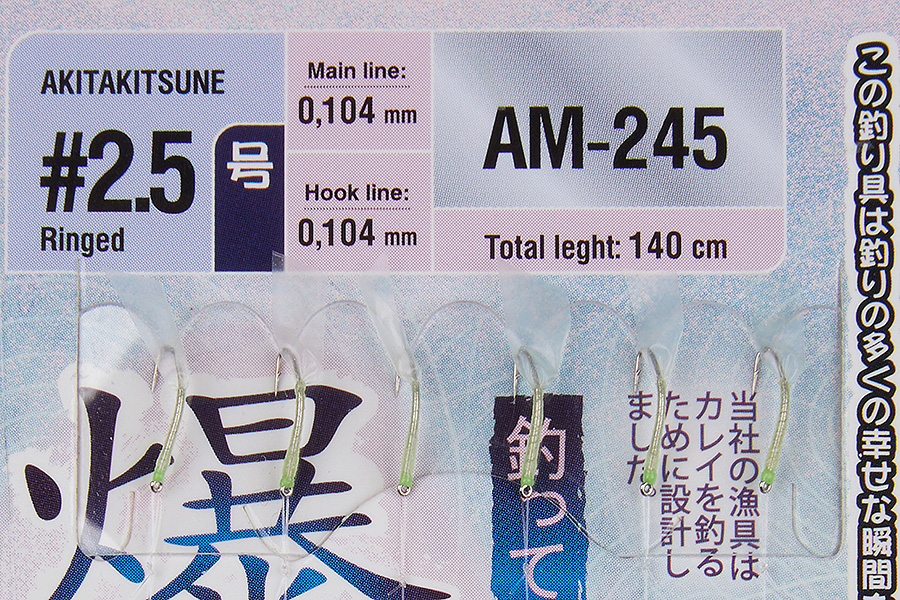 AKITAKITSUNE
#2.5
号
Ringed
Main line:
0,104 mm
Hook line:
0,104 mm
AM-245
Total leght: 140 cm
この釣り具は釣りの多くの幸せな瞬間を
当社の漁具は
カレイを釣る
ために設計し
ました
釣って
爆